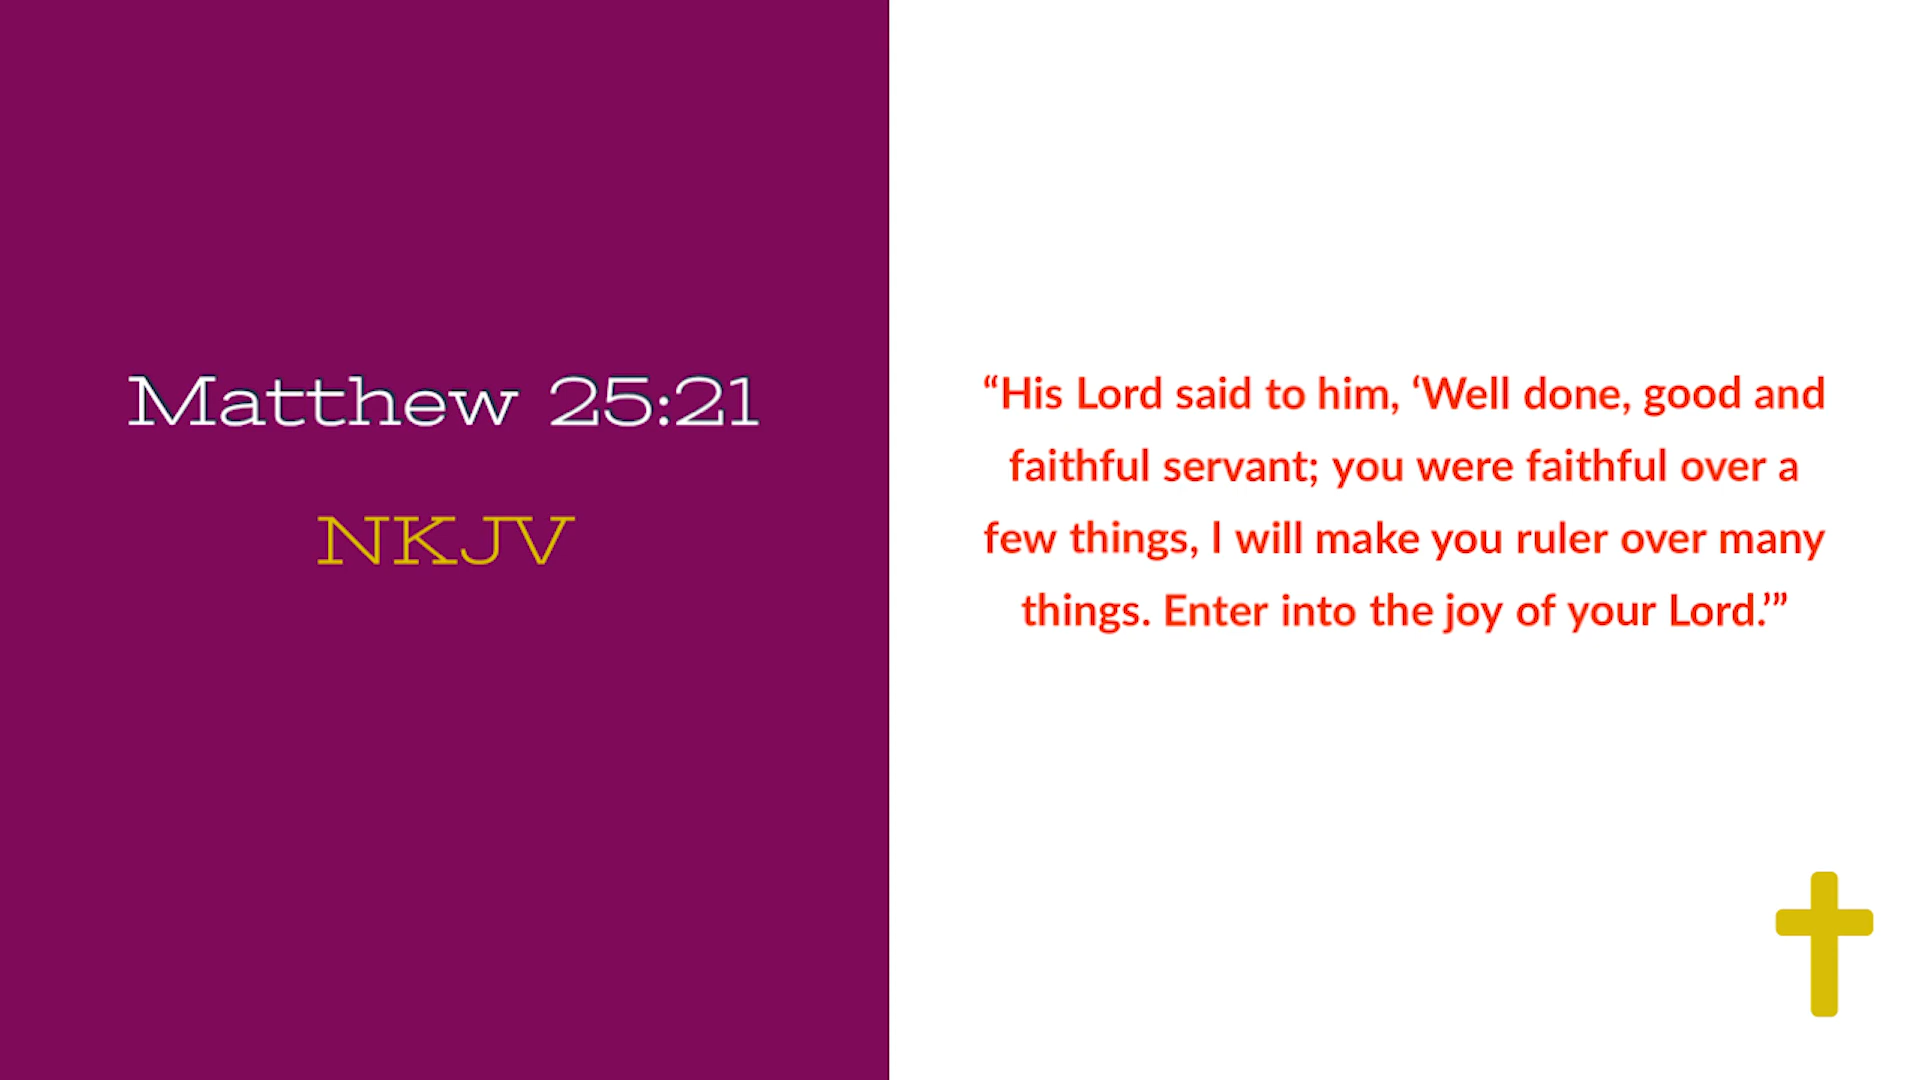 Matthew 25:21
NKJV
“His Lord said to him, ‘Well done, good and
faithful servant; you were faithful over a
few things, I will make you ruler over many
things. Enter into the joy of your Lord.’”